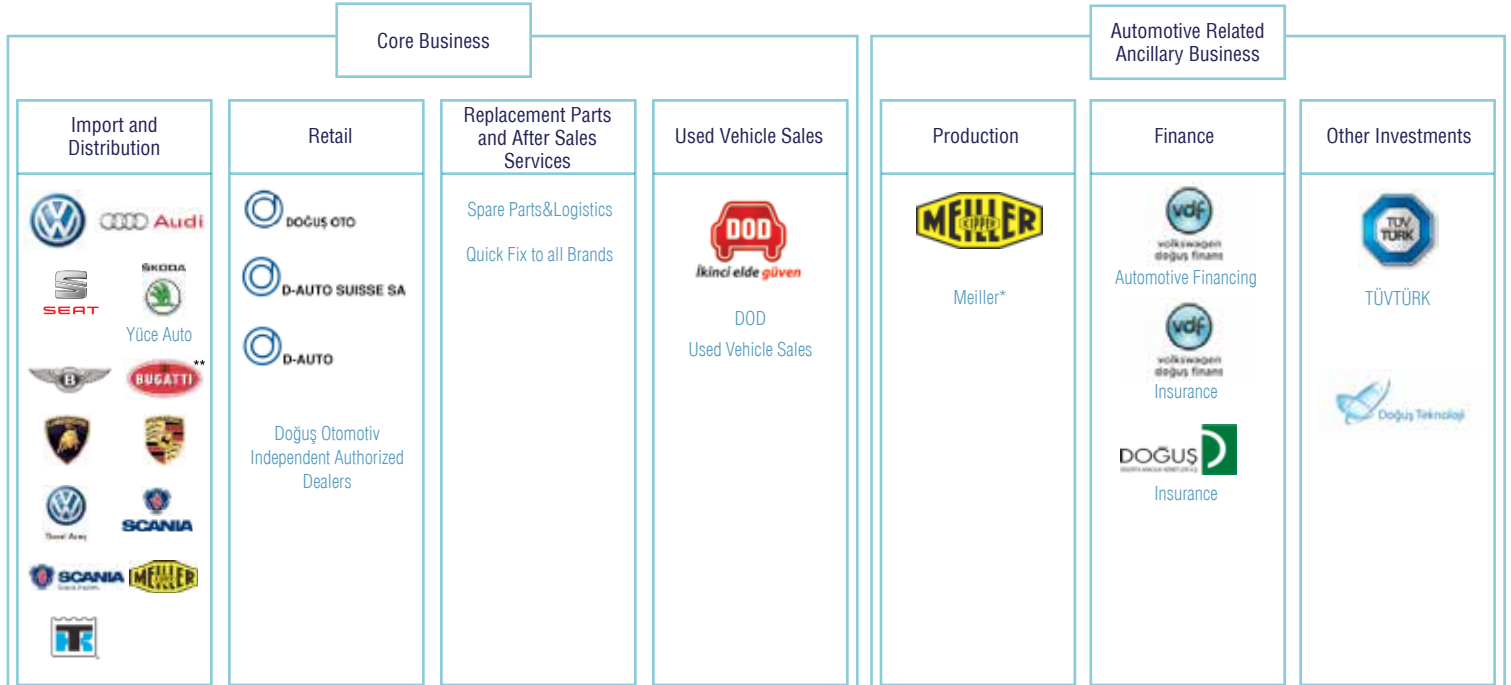 Core Business
Automotive Related
Ancillary Business
Import and
Distribution
Audi
SEAT
ŠKODA
Yüce Auto
B
BUGATTI
**
SCANIA
SCANIA
MEILLER
TK
Retail
DOĞUŞ OTO
D-AUTO SUISSE SA
D-AUTO
Doğuş Otomotiv
Independent Authorized
Dealers
Replacement Parts
and After Sales
Services
Spare Parts&Logistics
Quick Fix to all Brands
Used Vehicle Sales
DOD
İkinci elde güven
DOD
Used Vehicle Sales
Production
MEILLER
KIPPER
Meiller*
Finance
vdf
volkswagen
doğuş finans
Automotive Financing
vdf
volkswagen
doğuş finans
Insurance
DOĞUŞ
Insurance
Other Investments
TÜV
TÜRK
TÜVTÜRK
Doğuş Teknoloji